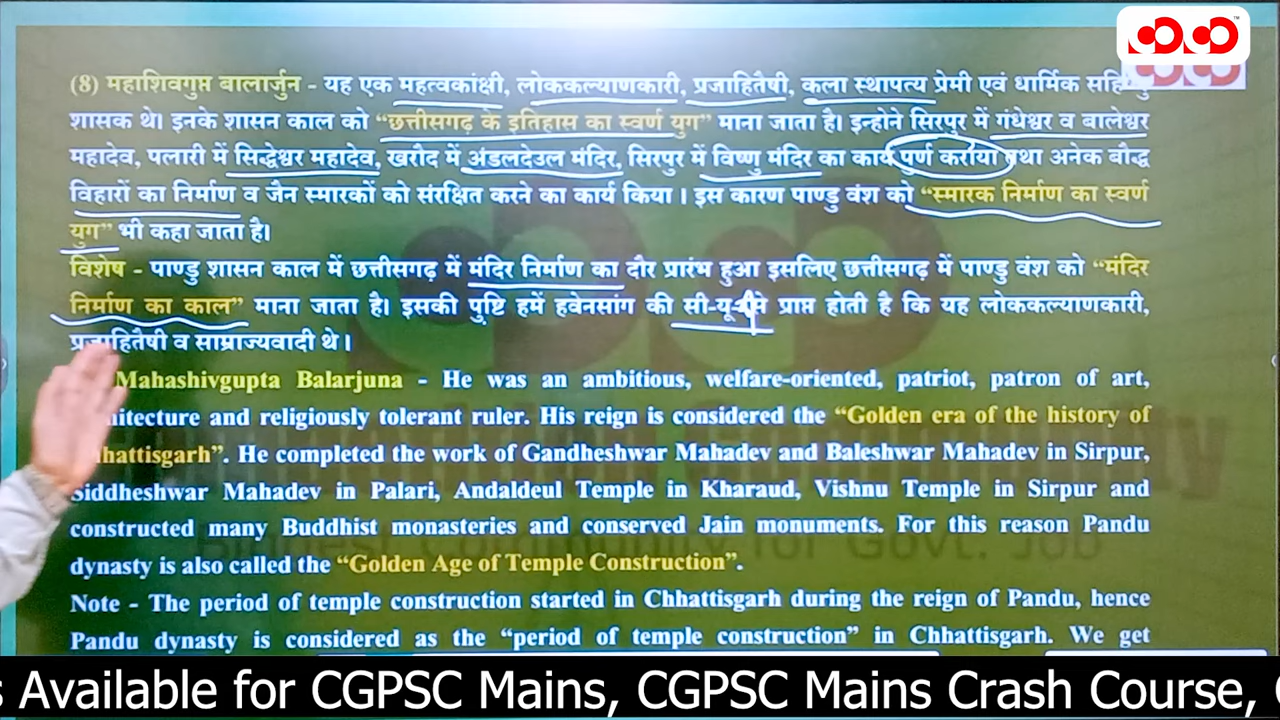 (8) महाशिवगुप्त बालार्जुन - यह एक महत्वकांक्षी, लोककल्याणकारी, प्रजाहितैषी, कला स्थापत्य प्रेमी एवं धार्मिक
शासक थे। इनके शासन काल को “छत्तीसगढ़ के इतिहास का स्वर्ण युग” माना जाता है। इन्होने सिरपुर में गंधेश्वर व बालेश्वर
महादेव, पलारी में सिद्धेश्वर महादेव, खरौद में अंडलदेउल मंदिर, सिरपुर में विष्णु मंदिर का कार्य पुर्ण कराया तथा अनेक बौद्ध
विहारों का निर्माण व जैन स्मारकों को संरक्षित करने का कार्य किया। इस कारण पाण्डु वंश को “स्मारक निर्माण का स्वर्ण
युग” भी कहा जाता है।
विशेष - पाण्डु शासन काल में छत्तीसगढ़ में मंदिर निर्माण का दौर प्रारंभ हुआ इसलिए छत्तीसगढ़ में पाण्डु वंश को “मंदिर
निर्माण का काल” माना जाता है। इसकी पुष्टि हमें हवेनसांग की प्राप्त होती है कि यह लोककल्याणकारी,
प्रजाहितैषी व साम्राज्यवादी थे।
Mahashivgupta Balarjuna - He was an ambitious, welfare-oriented, patriot, patron of art,
and religiously tolerant ruler. His reign is considered the “Golden era of the history of
He completed the work of Gandheshwar Mahadev and Baleshwar Mahadev in Sirpur,
Siddheshwar Mahadev in Palari, Andaldeul Temple in Kharaud, Vishnu Temple in Sirpur and
constructed many Buddhist monasteries and conserved Jain monuments. For this reason Pandu
dynasty is also called the “Golden Age of Temple Construction”.
Note - The period of temple construction started in Chhattisgarh during the reign of Pandu, hence
Pandu dynasty is considered as the “period of temple construction” in Chhattisgarh. We get
s Available for CGPSC Mains, CGPSC Mains Crash Course,